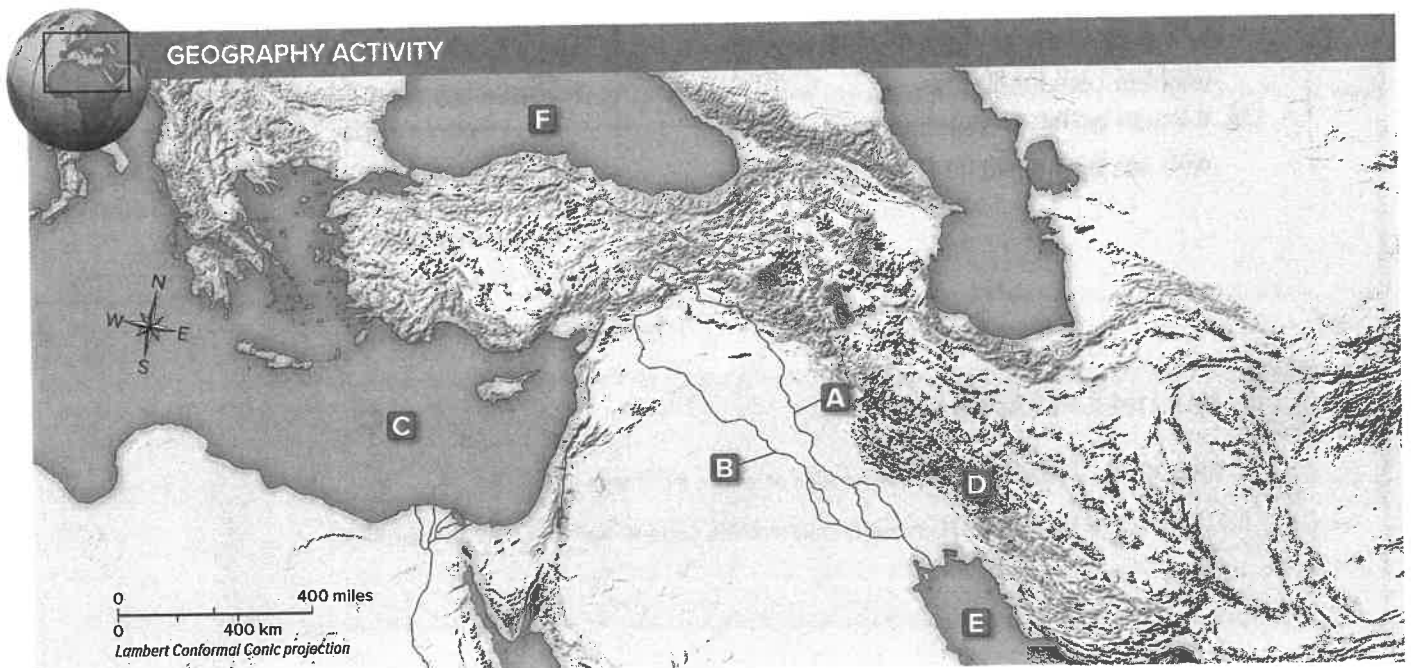 GEOGRAPHY ACTIVITY
F
N
W E
S
A
C
B
D
0 400 miles
0 400 km
Lambert Conformal Conic projection
E